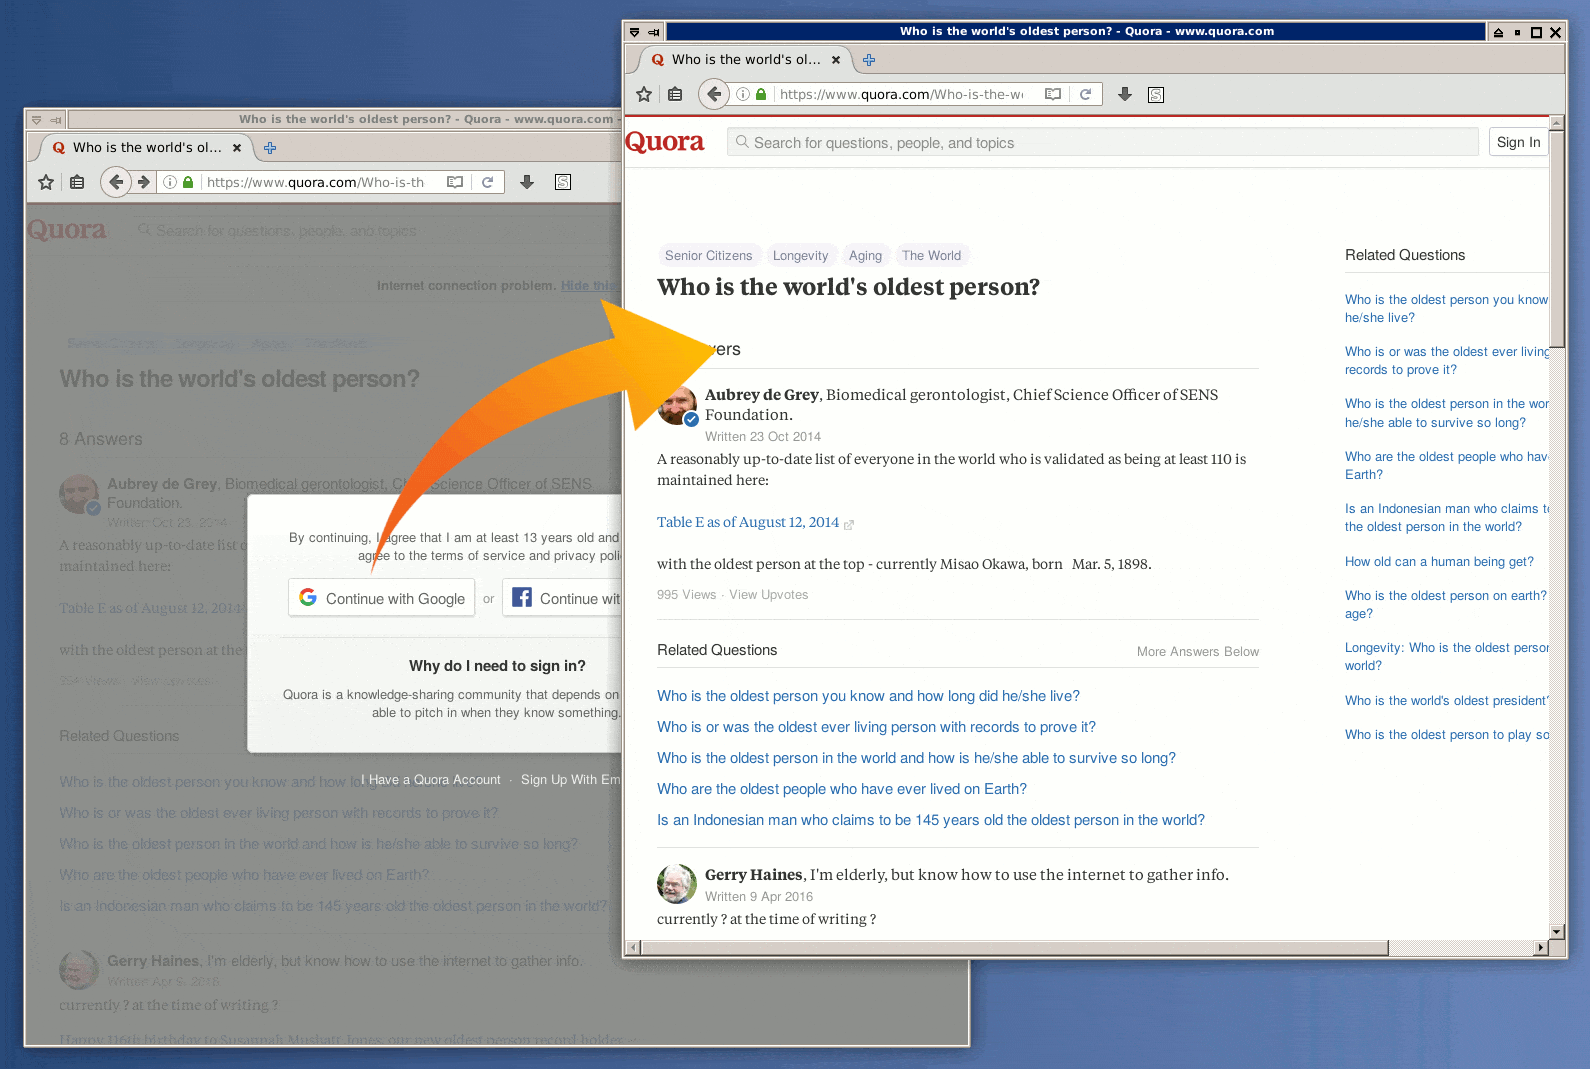 Who is the world's oldest person? - Quora - www.quora.com -
Who is the world's ol...
https://www.quora.com/Who-is-th
Quora
Search for questions, people, and topics
Internet connection problem. Hide this
Senior Citizens Longevity Aging The World
Who is the world's oldest person?
8 Answers
Aubrey de Grey, Biomedical gerontologist, Chief Science Officer of SENS
Foundation.
Written Oct 23, 2014
A reasonably up-to-date list o
maintained here:
Table E as of August 12, 2014
with the oldest person at the
Related Questions
Who is the oldest person you know and how lon
Who is or was the oldest ever living person with records to prove it?
Who is the oldest person in the world and how is he/she able to survive so long?
Who are the oldest people who have ever lived on Earth?
Is an Indonesian man who claims to be 145 years old the oldest person in the world?
Gerry Haines, I'm elderly, but know how to use the internet to gather info.
Written Apr 9, 2016
currently ? at the time of writing ?
Happy 116th birthday to Susannah Mushatt Jones, our new oldest person record holder
By continuing, I agree that I am at least 13 years old and
agree to the terms of service and privacy poli
Continue with Google or Continue wit
Why do I need to sign in?
Quora is a knowledge-sharing community that depends on
able to pitch in when they know something.
I Have a Quora Account · Sign Up With Em
Who is the world's oldest person? - Quora - www.quora.com
Who is the world's ol...
https://www.quora.com/Who-is-the-w
Quora
Search for questions, people, and topics
Sign In
Senior Citizens Longevity Aging The World
Who is the world's oldest person?
vers
Aubrey de Grey, Biomedical gerontologist, Chief Science Officer of SENS
Foundation.
Written 23 Oct 2014
A reasonably up-to-date list of everyone in the world who is validated as being at least 110 is
maintained here:
Table E as of August 12, 2014
with the oldest person at the top - currently Misao Okawa, born Mar. 5, 1898.
995 Views · View Upvotes
Related Questions
More Answers Below
Who is the oldest person you know and how long did he/she live?
Who is or was the oldest ever living person with records to prove it?
Who is the oldest person in the world and how is he/she able to survive so long?
Who are the oldest people who have ever lived on Earth?
Is an Indonesian man who claims to be 145 years old the oldest person in the world?
Gerry Haines, I'm elderly, but know how to use the internet to gather info.
Written 9 Apr 2016
currently ? at the time of writing ?
Related Questions
Who is the oldest person you know
he/she live?
Who is or was the oldest ever living
records to prove it?
Who is the oldest person in the wor
he/she able to survive so long?
Who are the oldest people who hav
Earth?
Is an Indonesian man who claims t
the oldest person in the world?
How old can a human being get?
Who is the oldest person on earth?
age?
Longevity: Who is the oldest person
world?
Who is the world's oldest president'
Who is the oldest person to play so